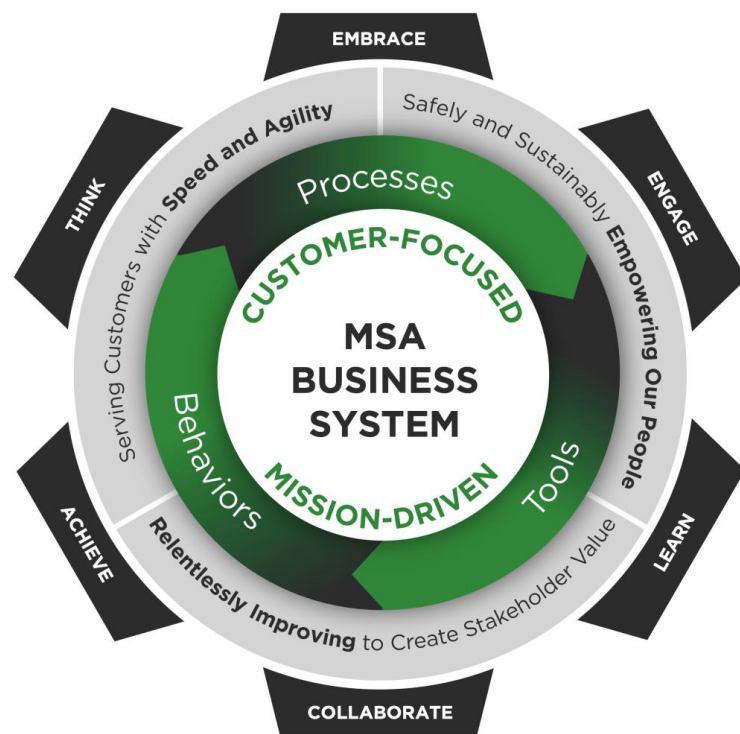 EMBRACE
ENGAGE
LEARN
COLLABORATE
ACHIEVE
THINK
Serving Customers with Speed and Agility
Safely and Sustainably Empowering Our People
Relentlessly Improving to Create Stakeholder Value
Processes
Tools
Behaviors
CUSTOMER-FOCUSED
MSA
BUSINESS
SYSTEM
MISSION-DRIVEN